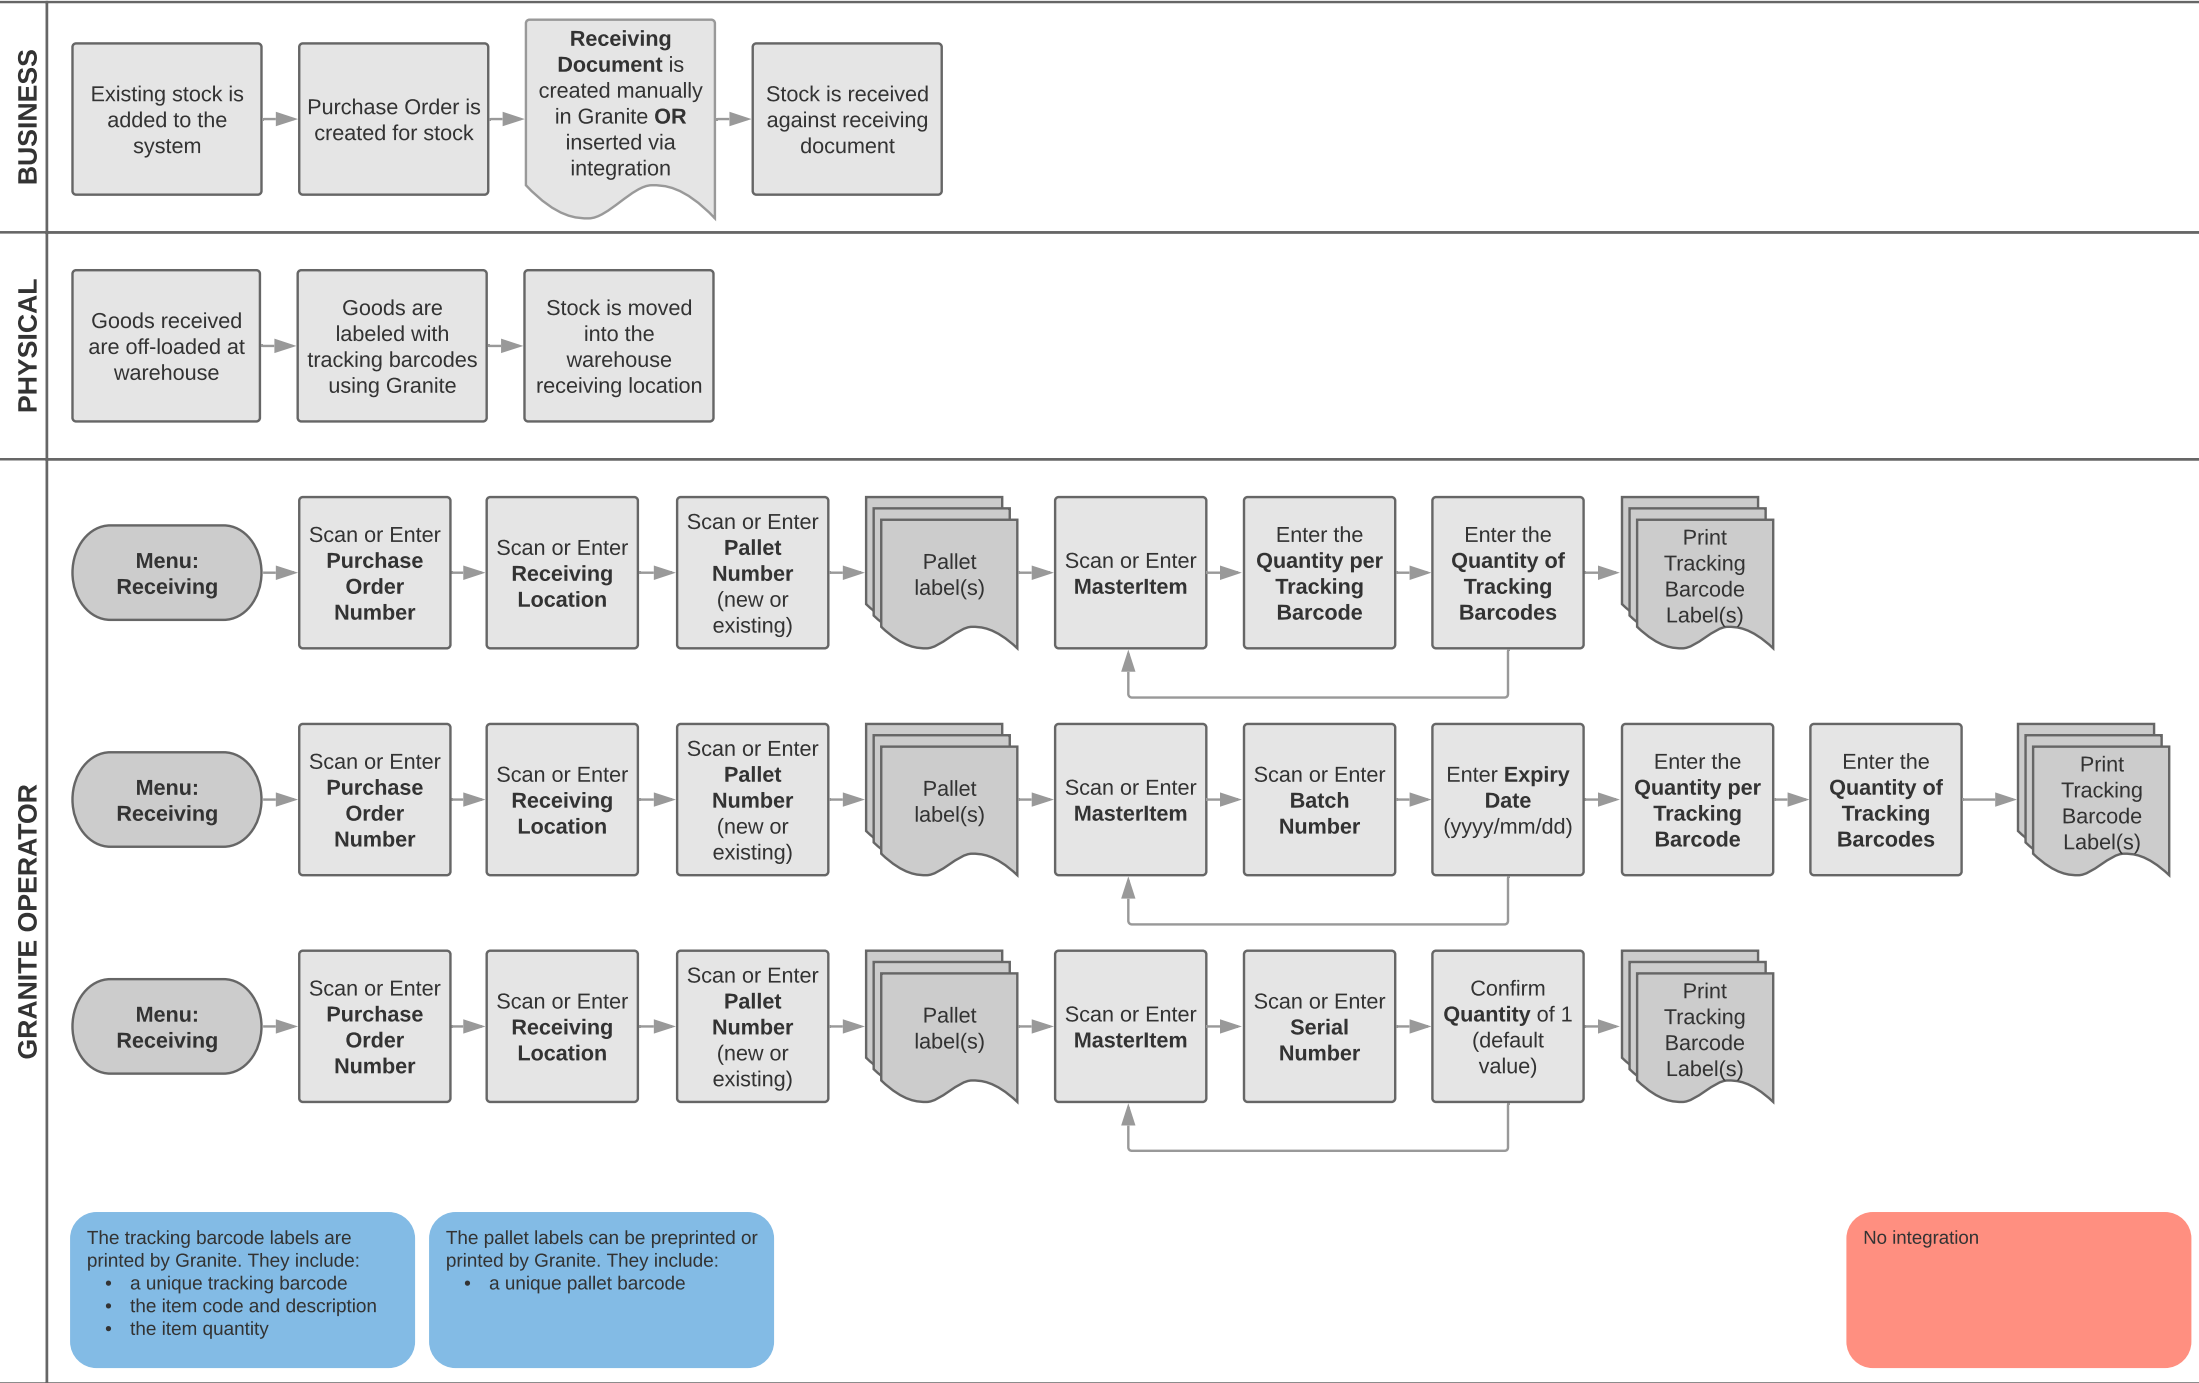 BUSINESS
Existing stock is
added to the
system
Purchase Order is
created for stock
Receiving
Document is
created manually
in Granite OR
inserted via
integration
Stock is received
against receiving
document
PHYSICAL
Goods received
are off-loaded at
warehouse
Goods are
labeled with
tracking barcodes
using Granite
Stock is moved
into the
warehouse
receiving location
GRANITE OPERATOR
Menu:
Receiving
Scan or Enter
Purchase
Order
Number
Scan or Enter
Receiving
Location
Scan or Enter
Pallet
Number
(new or
existing)
Pallet
label(s)
Scan or Enter
MasterItem
Enter the
Quantity per
Tracking
Barcode
Enter the
Quantity of
Tracking
Barcodes
Print
Tracking
Barcode
Label(s)
Menu:
Receiving
Scan or Enter
Purchase
Order
Number
Scan or Enter
Receiving
Location
Scan or Enter
Pallet
Number
(new or
existing)
Pallet
label(s)
Scan or Enter
MasterItem
Scan or Enter
Batch
Number
Enter Expiry
Date
(yyyy/mm/dd)
Enter the
Quantity per
Tracking
Barcode
Enter the
Quantity of
Tracking
Barcodes
Print
Tracking
Barcode
Label(s)
Menu:
Receiving
Scan or Enter
Purchase
Order
Number
Scan or Enter
Receiving
Location
Scan or Enter
Pallet
Number
(new or
existing)
Pallet
label(s)
Scan or Enter
MasterItem
Scan or Enter
Serial
Number
Confirm
Quantity of 1
(default
value)
Print
Tracking
Barcode
Label(s)
The tracking barcode labels are
printed by Granite. They include:
• a unique tracking barcode
• the item code and description
• the item quantity
The pallet labels can be preprinted or
printed by Granite. They include:
• a unique pallet barcode
No integration